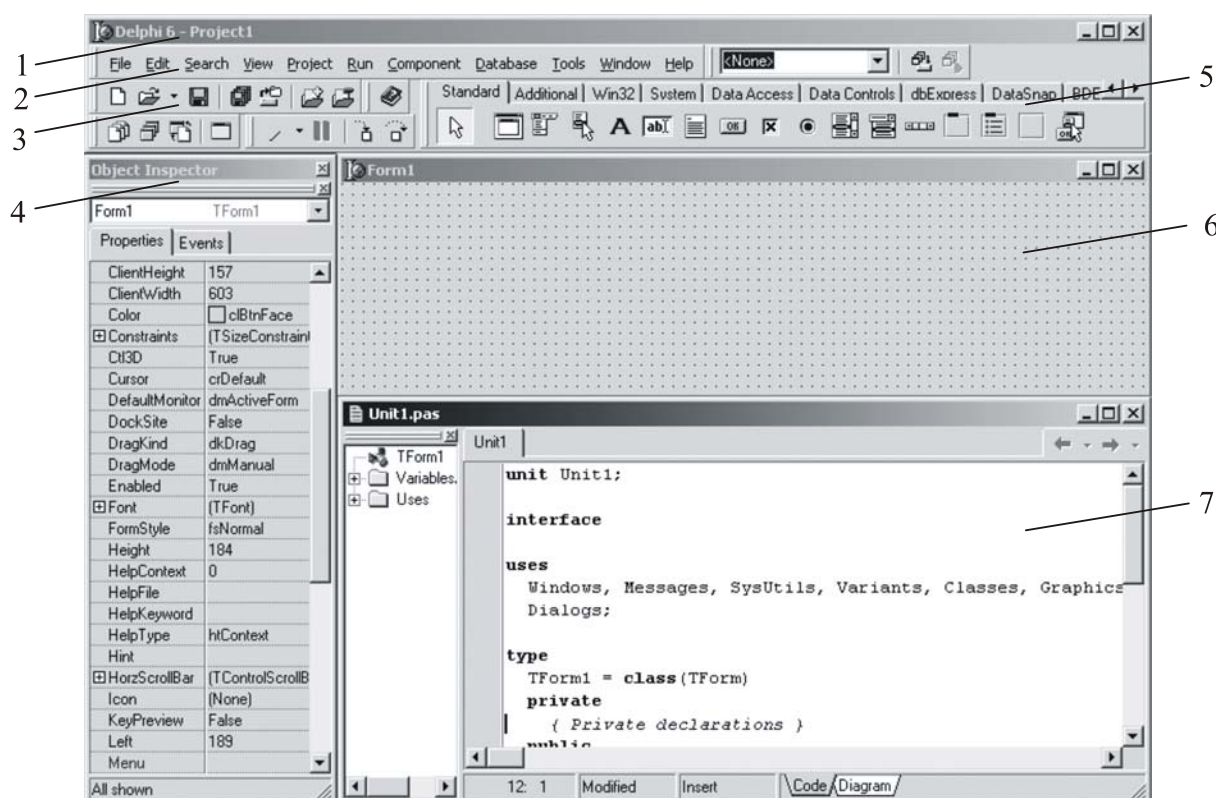 Delphi 6 - Project1
1
File Edit Search View Project Run Component Database Tools Window Help
<None>
2
3
Standard Additional Win32 System Data Access Data Controls dbExpress DataSnap BDE
5
A
ab
OK
OK
Object Inspector
4
Form1 TForm1
Properties Events
ClientHeight 157
ClientWidth 603
Color clBtnFace
Constraints (TSizeConstraint
Ctl3D True
Cursor crDefault
DefaultMonitor dmActiveForm
DockSite False
DragKind dkDrag
DragMode dmManual
Enabled True
Font (TFont)
FormStyle fsNormal
Height 184
HelpContext 0
HelpFile
HelpKeyword
HelpType htContext
Hint
HorzScrollBar (TControlScrollB
Icon (None)
KeyPreview False
Left 189
Menu
All shown
Form1
6
Unit1.pas
TForm1
Variables.
Uses
Unit1
unit Unit1;
interface
7
uses
Windows, Messages, SysUtils, Variants, Classes, Graphics
Dialogs;
type
TForm1 = class(TForm)
private
{ Private declarations }
public
12: 1 Modified Insert Code Diagram